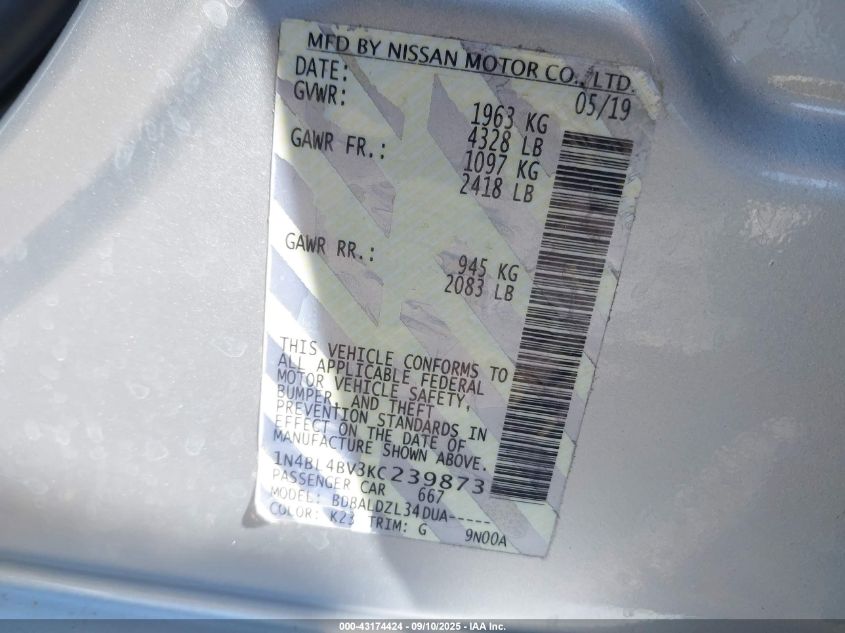 MFD BY NISSAN MOTOR CO., LTD.
DATE: 05/19
GVWR: 1963 KG
4328 LB
GAWR FR.: 1097 KG
2418 LB
GAWR RR.: 945 KG
2083 LB
THIS VEHICLE CONFORMS TO
ALL APPLICABLE FEDERAL
MOTOR VEHICLE SAFETY,
BUMPER, AND THEFT
PREVENTION STANDARDS IN
EFFECT ON THE DATE OF
MANUFACTURE SHOWN ABOVE.
1N4BL4BV3KC239873
PASSENGER CAR 667
MODEL: BDBALDZL34DUA-----
COLOR: K23 TRIM: G 9N00A
000-43174424 - 09/10/2025 - IAA Inc.